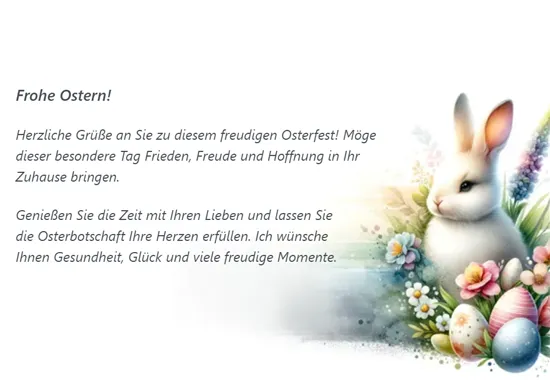 Frohe Ostern!
Herzliche Grüße an Sie zu diesem freudigen Osterfest! Möge
dieser besondere Tag Frieden, Freude und Hoffnung in Ihr
Zuhause bringen.
Genießen Sie die Zeit mit Ihren Lieben und lassen Sie
die Osterbotschaft Ihre Herzen erfüllen. Ich wünsche
Ihnen Gesundheit, Glück und viele freudige Momente.